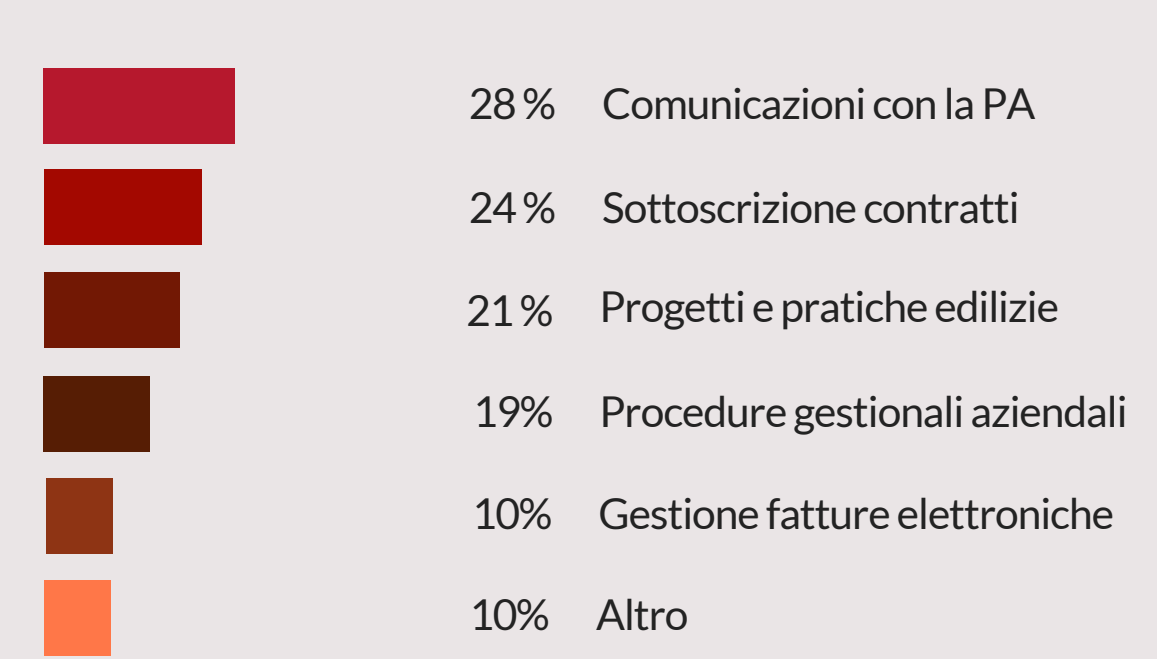 28 % Comunicazioni con la PA
24 % Sottoscrizione contratti
21 % Progetti e pratiche edilizie
19% Procedure gestionali aziendali
10% Gestione fatture elettroniche
10% Altro